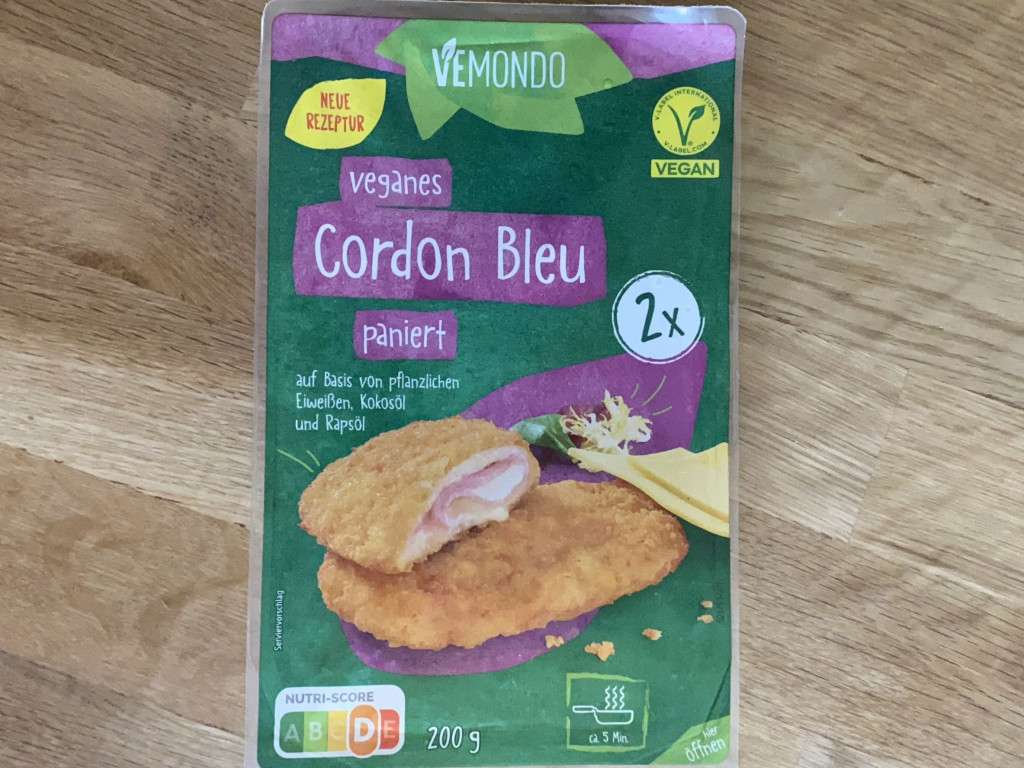 VEMONDO
NEUE
REZEPTUR
V-LABEL INTERNATIONAL
V-LABEL.COM
VEGAN
veganes
Cordon Bleu
2x
paniert
auf Basis von pflanzlichen
Eiweißen, Kokosöl
und Rapsöl
Serviervorschlag
NUTRI-SCORE
A B C D E
200 g
ca. 5 Min.
hier
öffnen